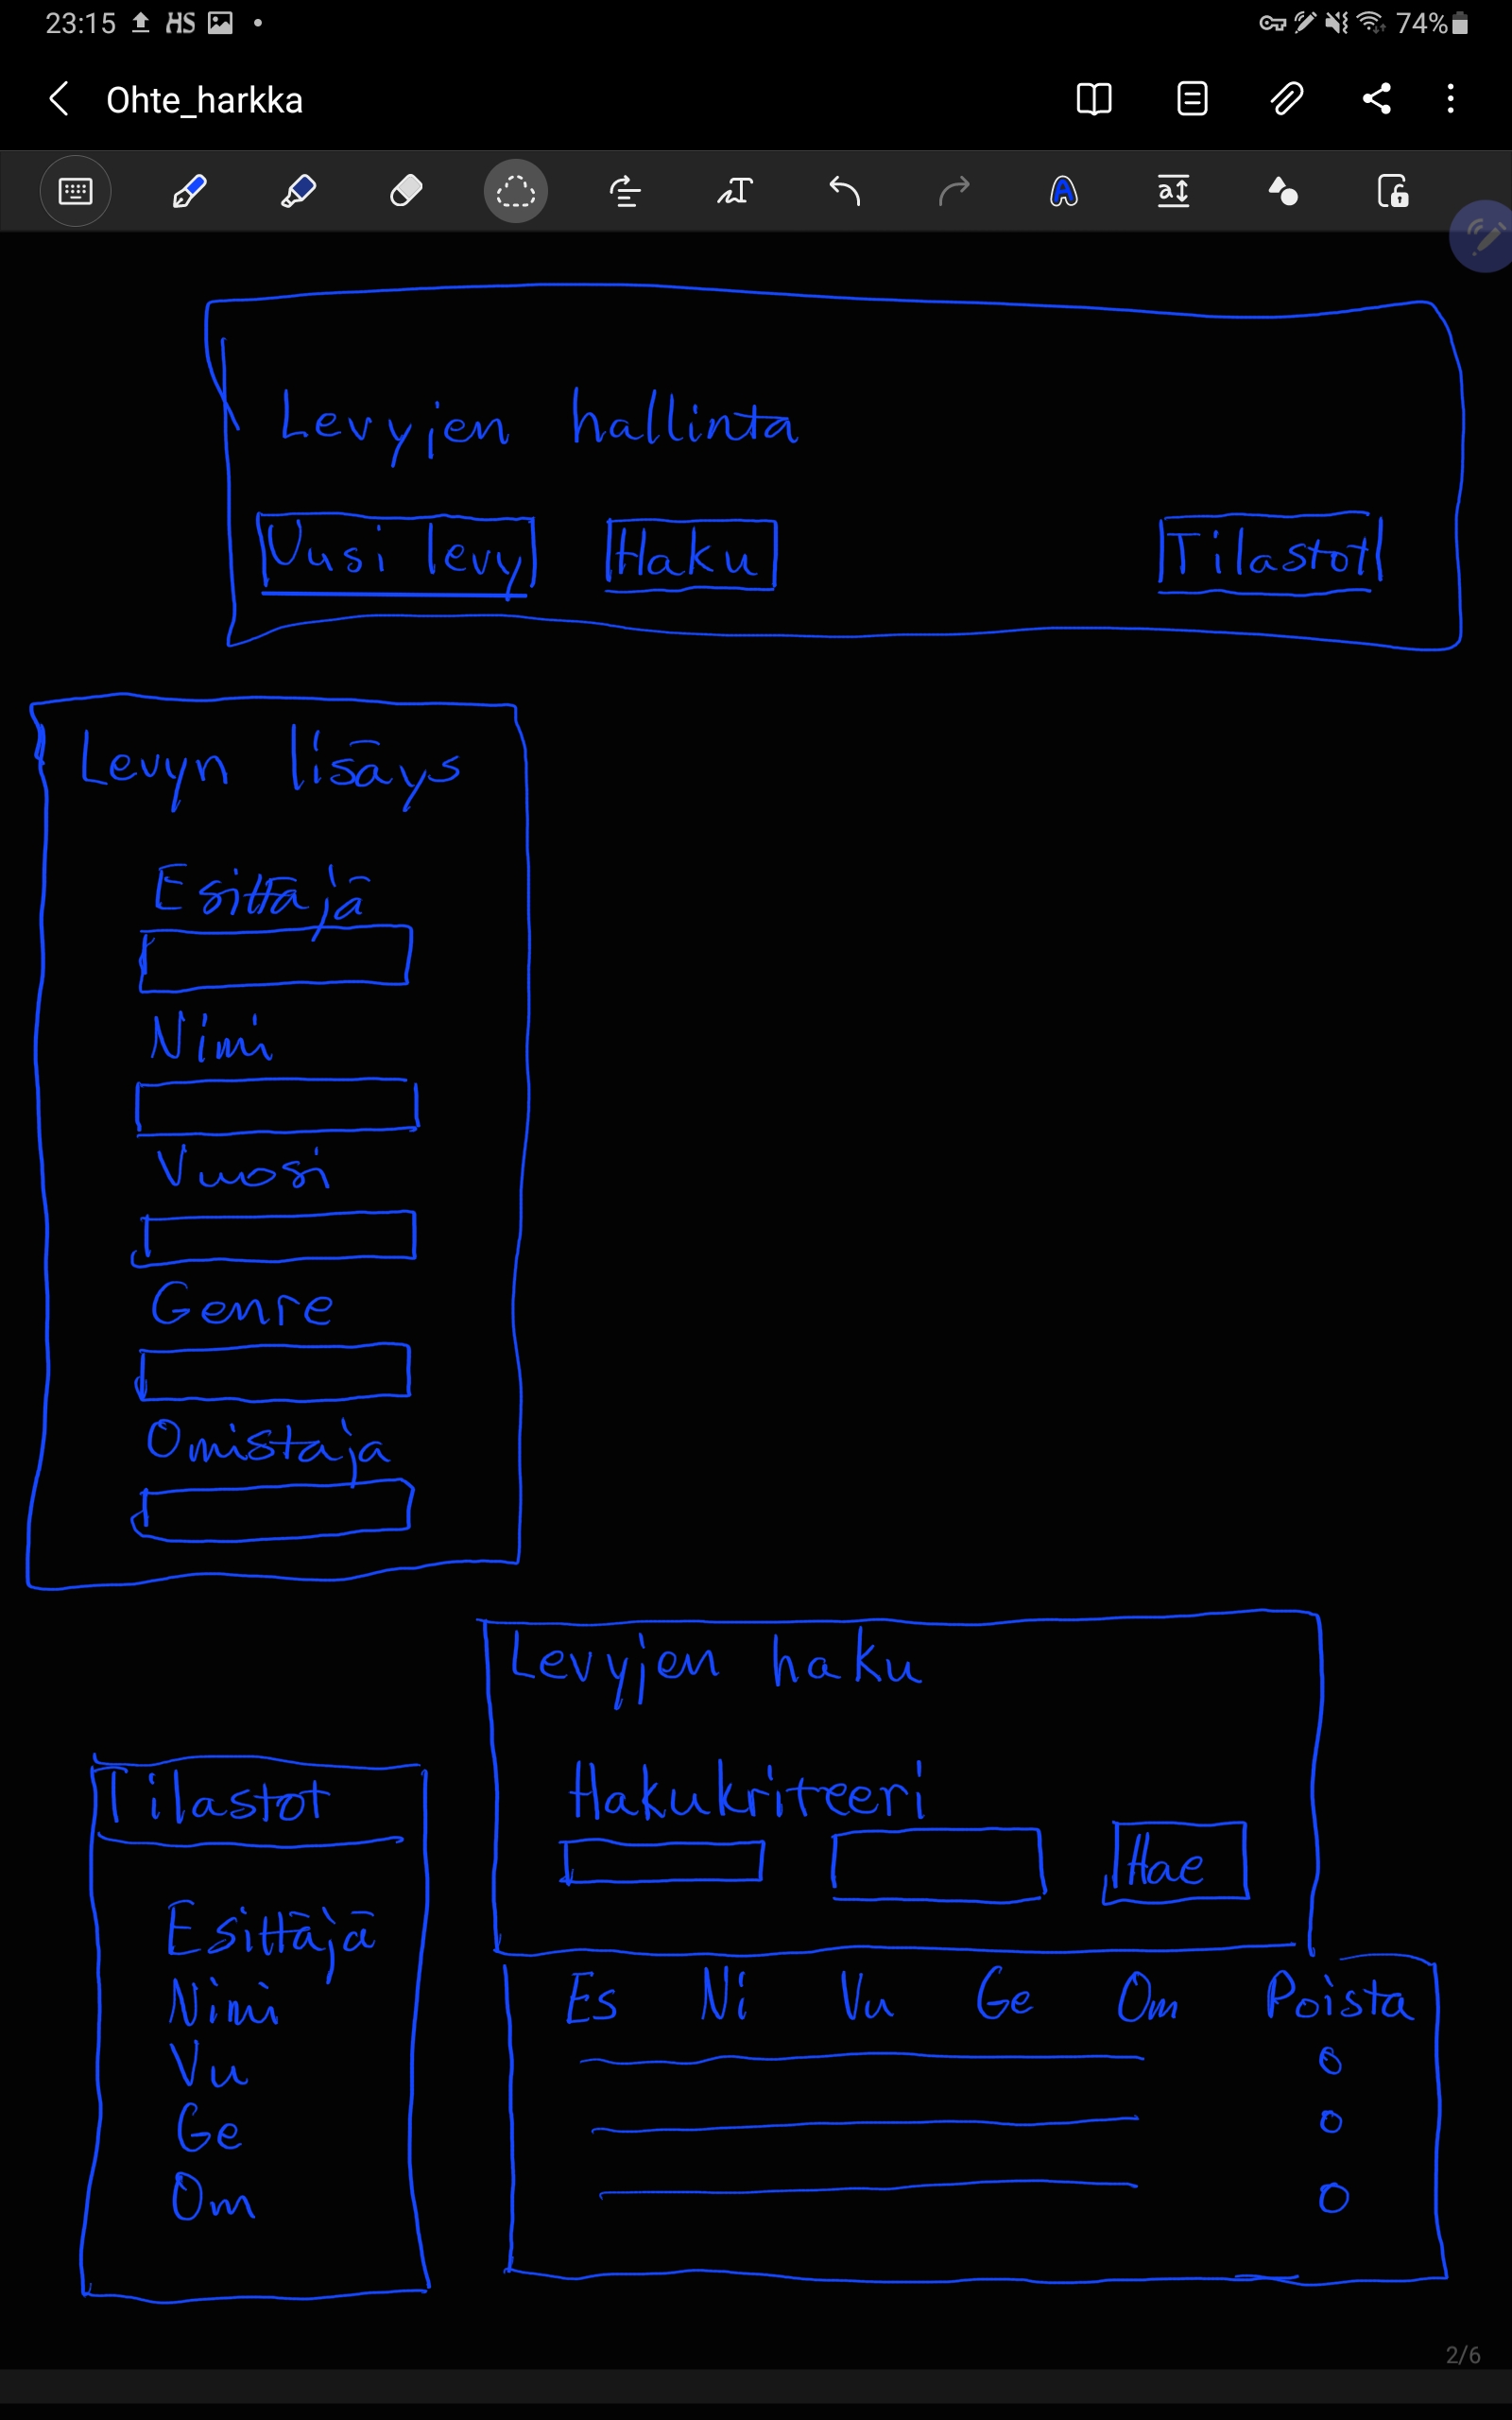 23:15 HS 74%
Ohte_harkka
Levyjen hallinta
Uusi levy Haku Tilastot
Levyn lisäys
Esittäjä
Nimi
Vuosi
Genre
Omistaja
Levyjen haku
Hakukriteeri
Hae
Es Ni Vu Ge Om Poista
Tilastot
Esittäjä
Nimi
Vu
Ge
Om
2/6